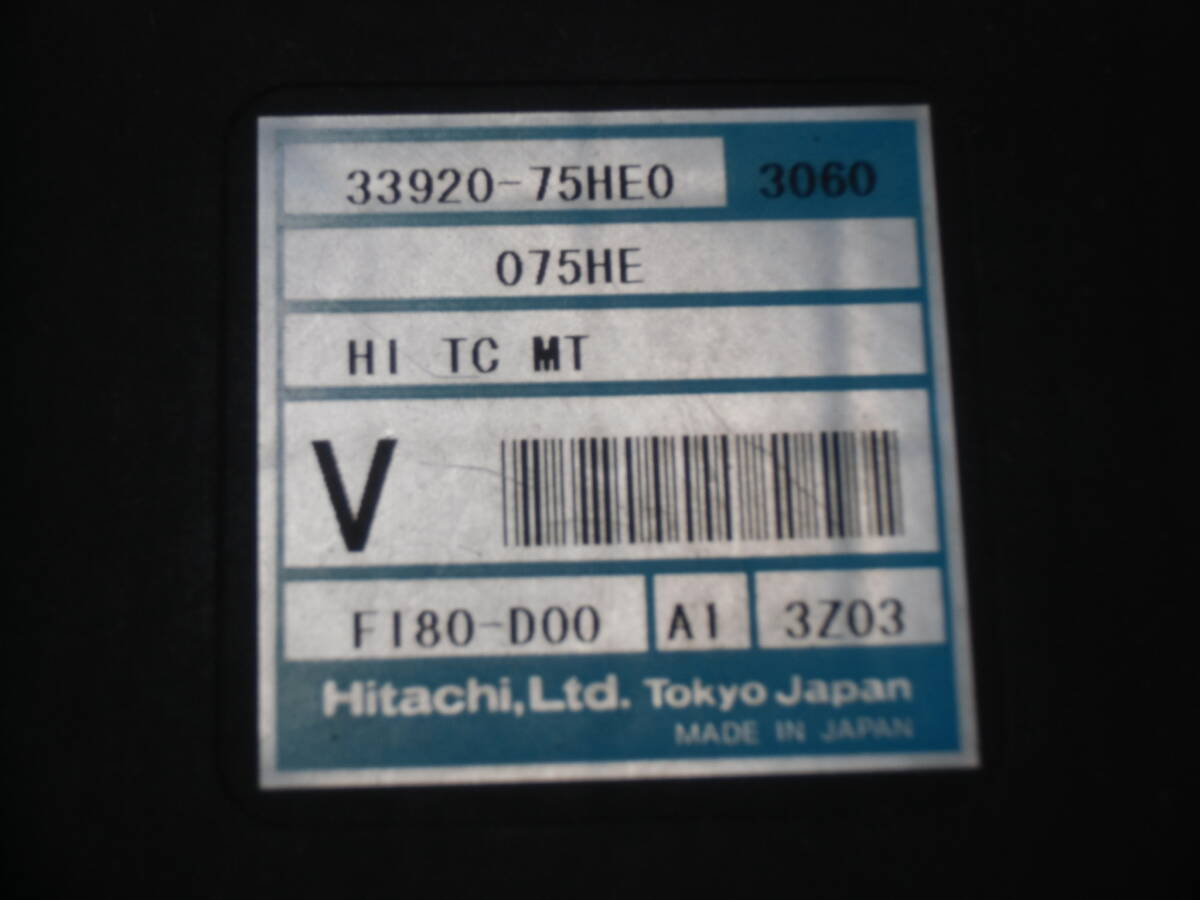 33920-75HE0 3060
075HE
HI TC MT
V
FI80-D00 A1 3Z03
Hitachi,Ltd. Tokyo Japan
MADE IN JAPAN